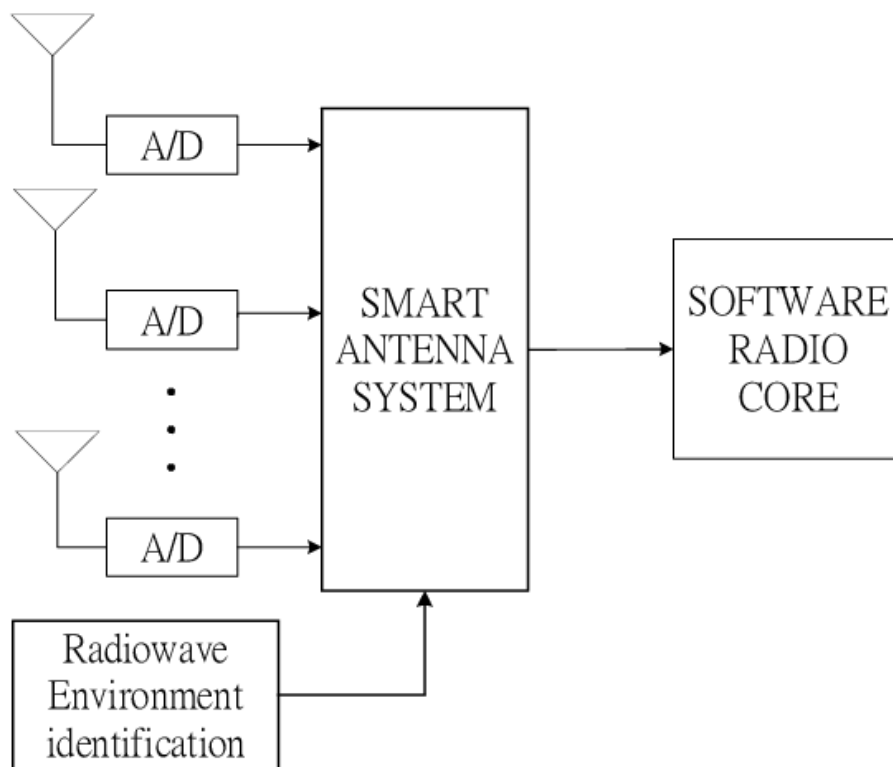 A/D
A/D
A/D
SMART
ANTENNA
SYSTEM
SOFTWARE
RADIO
CORE
Radiowave
Environment
identification